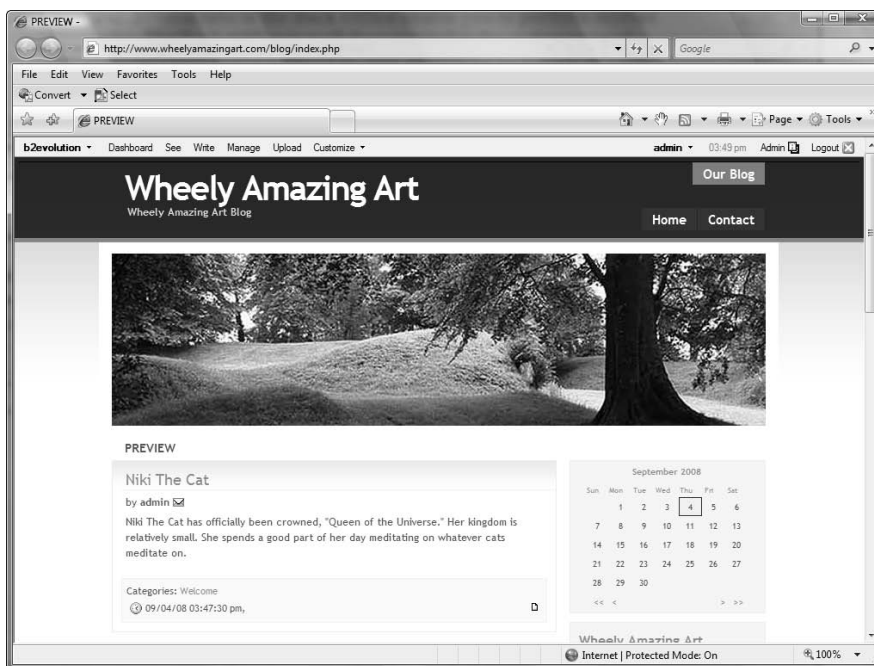 PREVIEW -
http://www.wheelyamazingart.com/blog/index.php
Google
File Edit View Favorites Tools Help
Convert Select
PREVIEW
Page Tools
b2evolution Dashboard See Write Manage Upload Customize admin 03:49 pm Admin Logout
Our Blog
Wheely Amazing Art
Wheely Amazing Art Blog
Home Contact
PREVIEW
Niki The Cat
by admin
Niki The Cat has officially been crowned, "Queen of the Universe." Her kingdom is
relatively small. She spends a good part of her day meditating on whatever cats
meditate on.
Categories: Welcome
09/04/08 03:47:30 pm,
September 2008
Sun Mon Tue Wed Thu Fri Sat
1 2 3 4 5 6
7 8 9 10 11 12 13
14 15 16 17 18 19 20
21 22 23 24 25 26 27
28 29 30
<< < > >>
Wheely Amazing Art
Internet | Protected Mode: On
100%